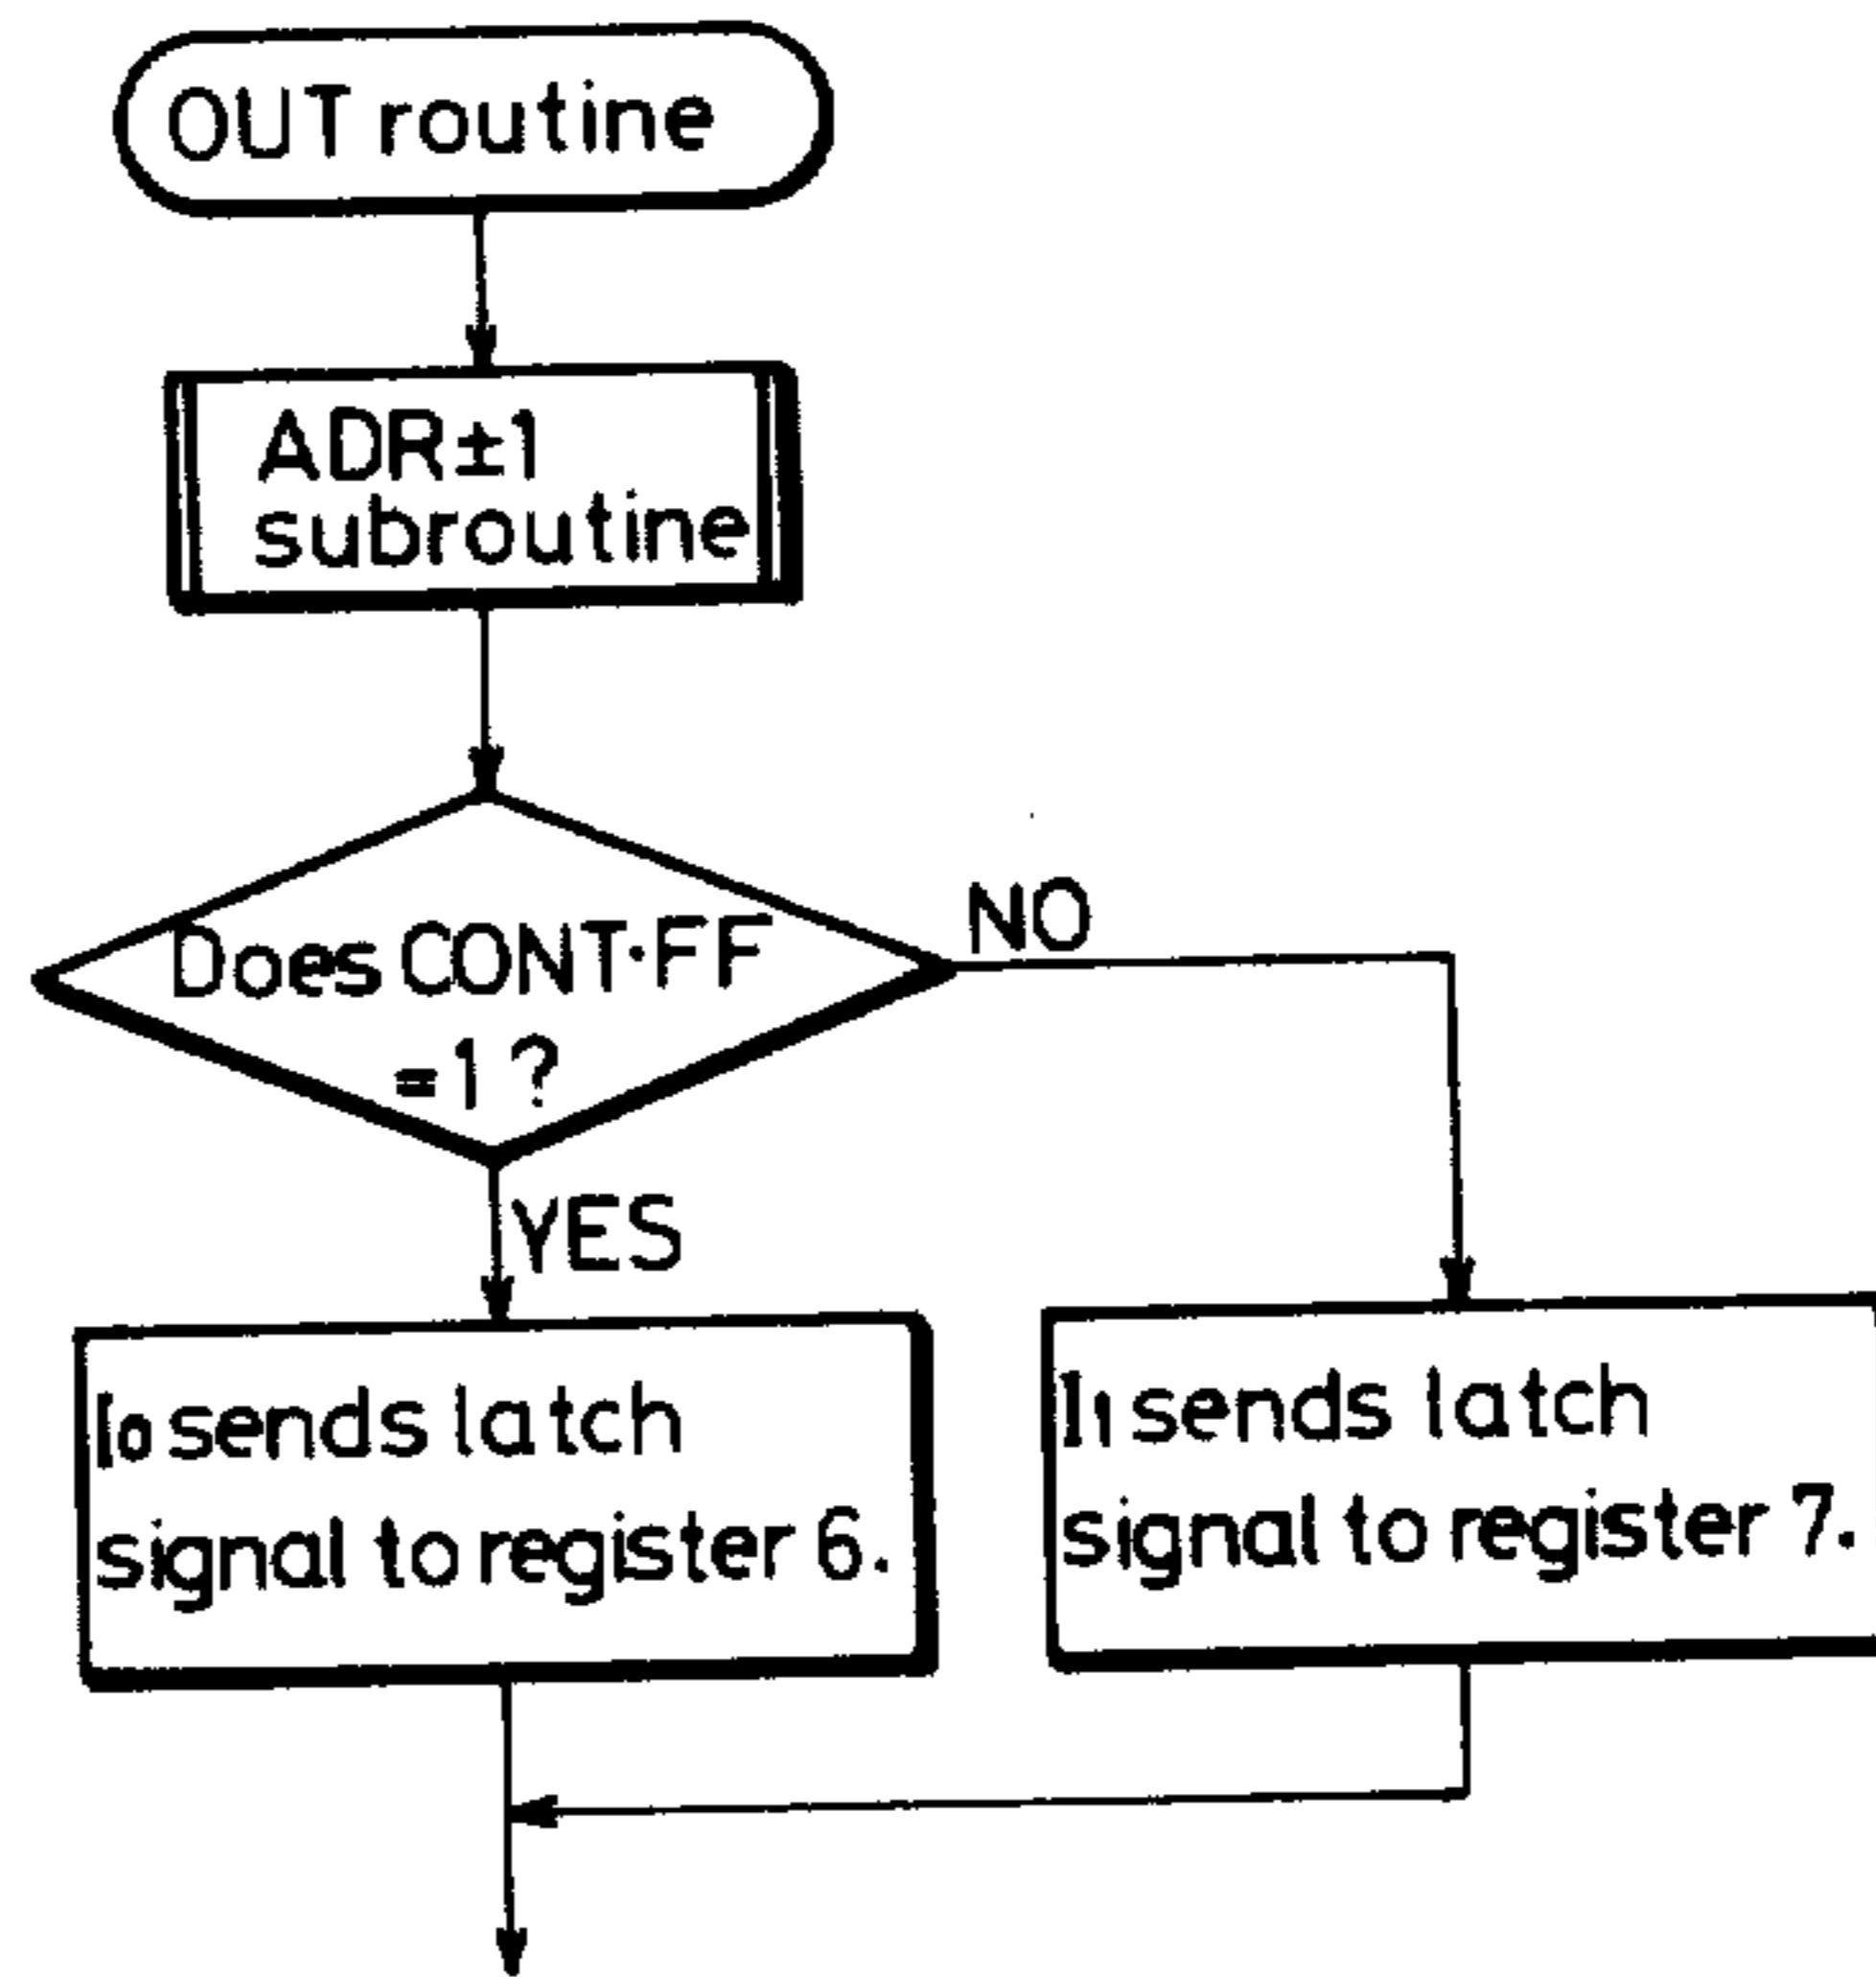 OUT routine
ADR±1
subroutine
Does CONT·FF
=1 ?
NO
YES
I₀ sends latch
signal to register 6.
I₁ sends latch
signal to register 7.